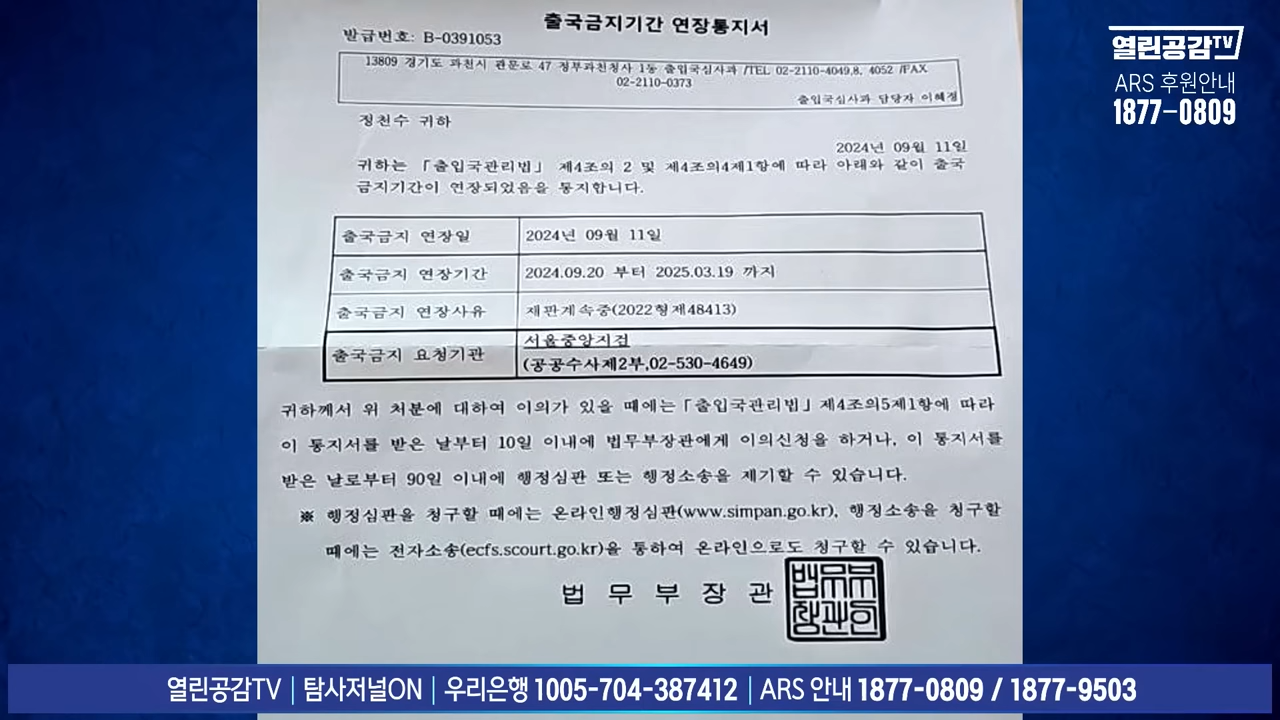 출국금지기간 연장통지서
발급번호: B-0391053
13809 경기도 과천시 관문로 47 정부과천청사 1동 출입국심사과 /TEL 02-2110-4049,8, 4052 /FAX
02-2110-0373
출입국심사과 담당자 이혜정
정천수 귀하
2024년 09월 11일
귀하는 「출입국관리법」 제4조의 2 및 제4조의4제1항에 따라 아래와 같이 출국
금지기간이 연장되었음을 통지합니다.
출국금지 연장일 2024년 09월 11일
출국금지 연장기간 2024.09.20 부터 2025.03.19 까지
출국금지 연장사유 재판계속중(2022형제48413)
출국금지 요청기관 서울중앙지검
(공공수사제2부,02-530-4649)
귀하께서 위 처분에 대하여 이의가 있을 때에는 「출입국관리법」 제4조의5제1항에 따라
이 통지서를 받은 날부터 10일 이내에 법무부장관에게 이의신청을 하거나, 이 통지서를
받은 날로부터 90일 이내에 행정심판 또는 행정소송을 제기할 수 있습니다.
※ 행정심판을 청구할 때에는 온라인행정심판(www.simpan.go.kr), 행정소송을 청구할
때에는 전자소송(ecfs.scourt.go.kr)을 통하여 온라인으로도 청구할 수 있습니다.
법 무 부 장 관
법무부
장관인
열린공감TV
ARS 후원안내
1877-0809
열린공감TV | 탐사저널ON | 우리은행 1005-704-387412 | ARS 안내 1877-0809 / 1877-9503